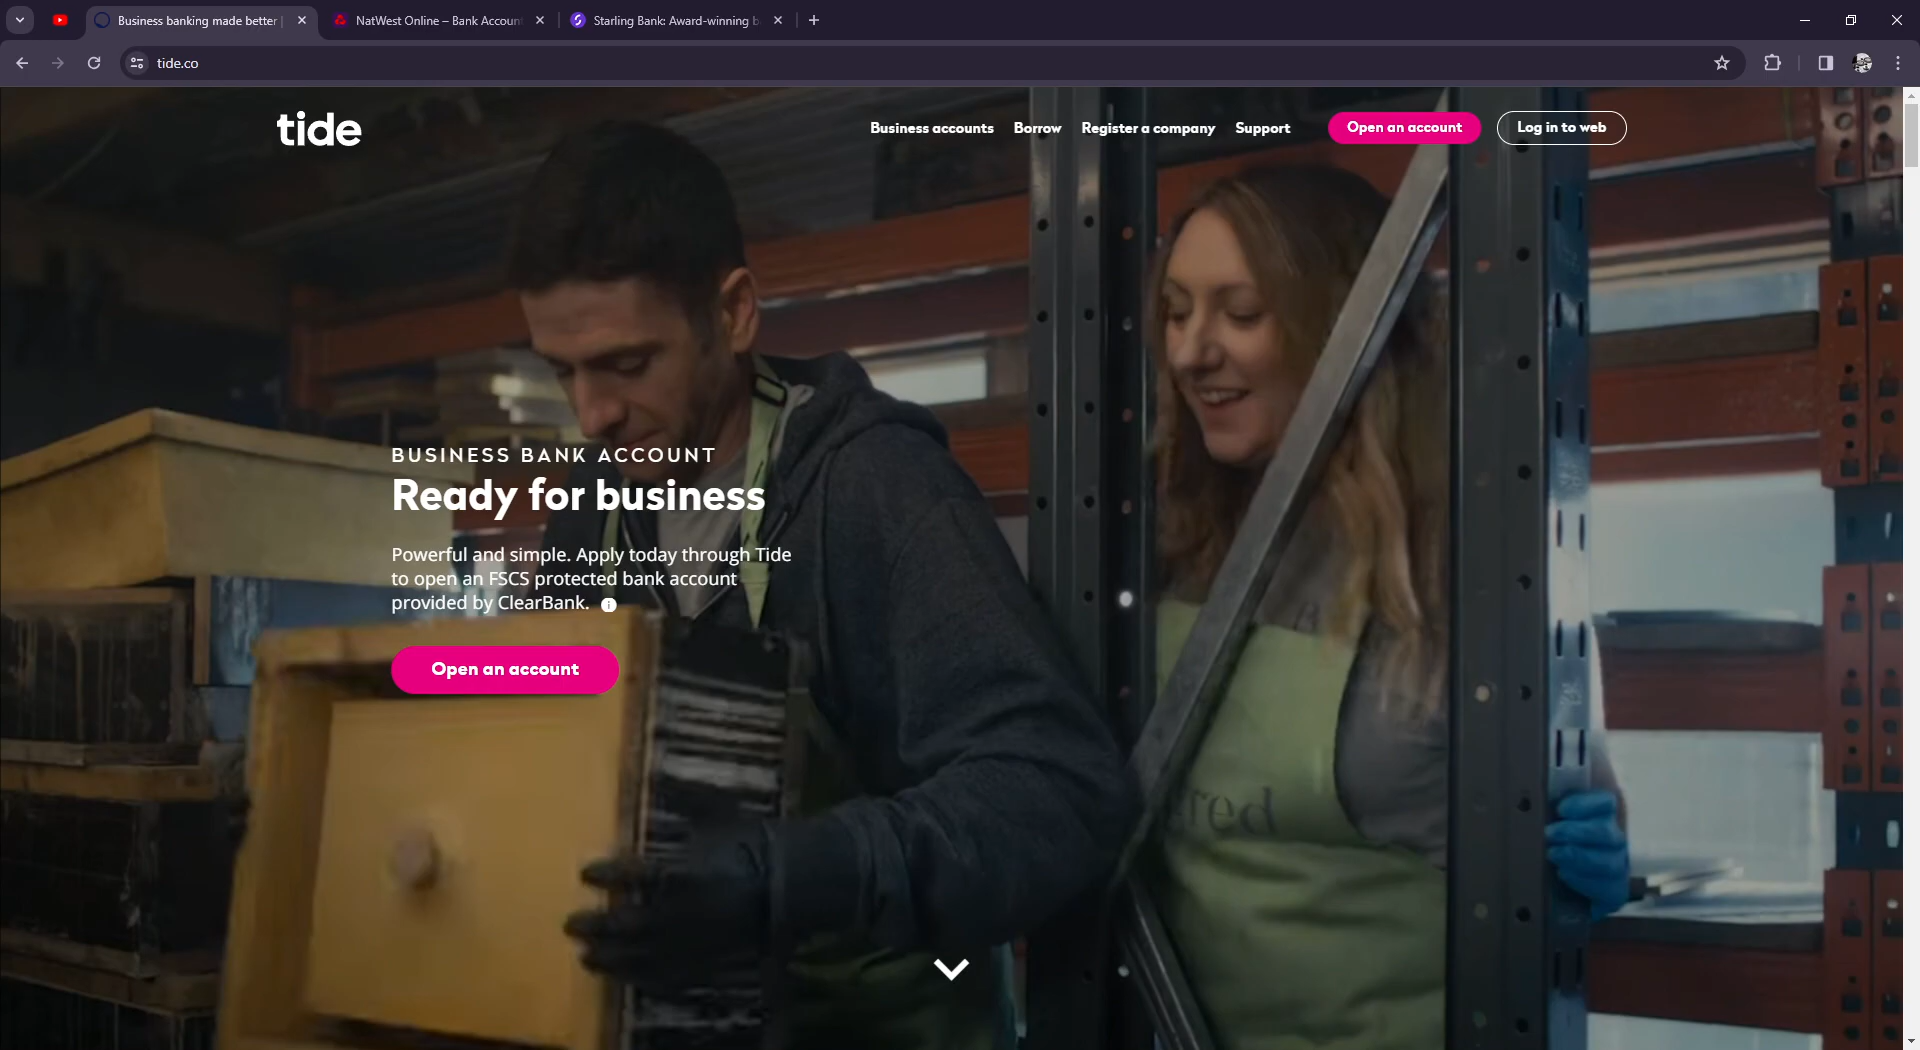 Business banking made better |
NatWest Online – Bank Accoun
Starling Bank: Award-winning b
tide.co
tide
Business accounts
Borrow
Register a company
Support
Open an account
Log in to web
BUSINESS BANK ACCOUNT
Ready for business
Powerful and simple. Apply today through Tide
to open an FSCS protected bank account
provided by ClearBank. i
Open an account